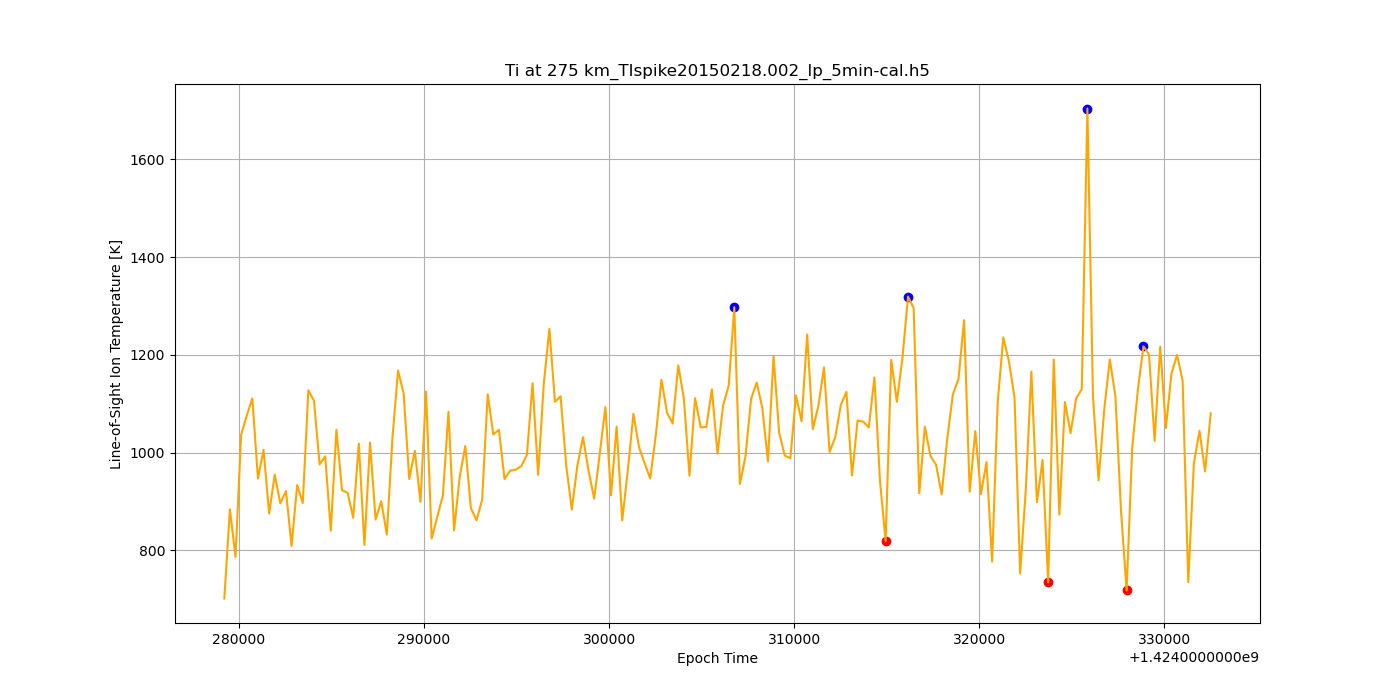 Ti at 275 km_TIspike20150218.002_lp_5min-cal.h5
Line-of-Sight Ion Temperature [K]
1600
1400
1200
1000
800
280000
290000
300000
310000
320000
330000
Epoch Time
+1.4240000000e9